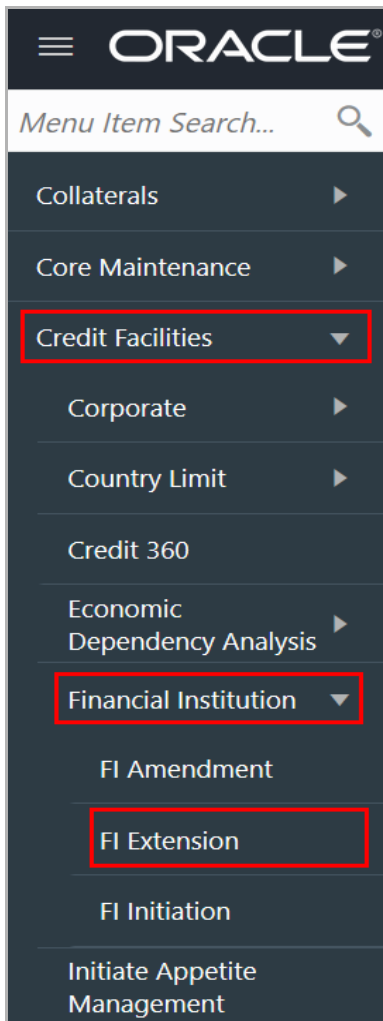 ORACLE®
Menu Item Search...
Collaterals
Core Maintenance
Credit Facilities
Corporate
Country Limit
Credit 360
Economic
Dependency Analysis
Financial Institution
FI Amendment
FI Extension
FI Initiation
Initiate Appetite
Management